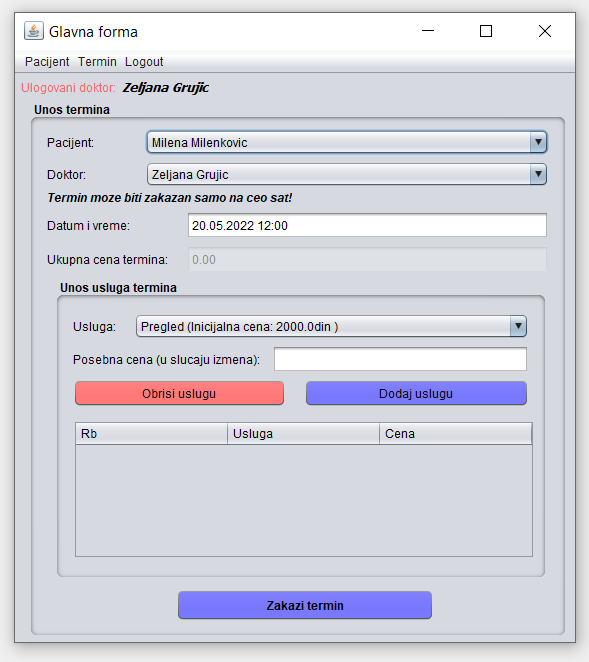 Glavna forma
Pacijent Termin Logout
Ulogovani doktor: Zeljana Grujic
Unos termina
Pacijent: Milena Milenkovic
Doktor: Zeljana Grujic
Termin moze biti zakazan samo na ceo sat!
Datum i vreme: 20.05.2022 12:00
Ukupna cena termina: 0.00
Unos usluga termina
Usluga: Pregled (Inicijalna cena: 2000.0din )
Posebna cena (u slucaju izmena):
Obrisi uslugu Dodaj uslugu
Rb Usluga Cena
Zakazi termin